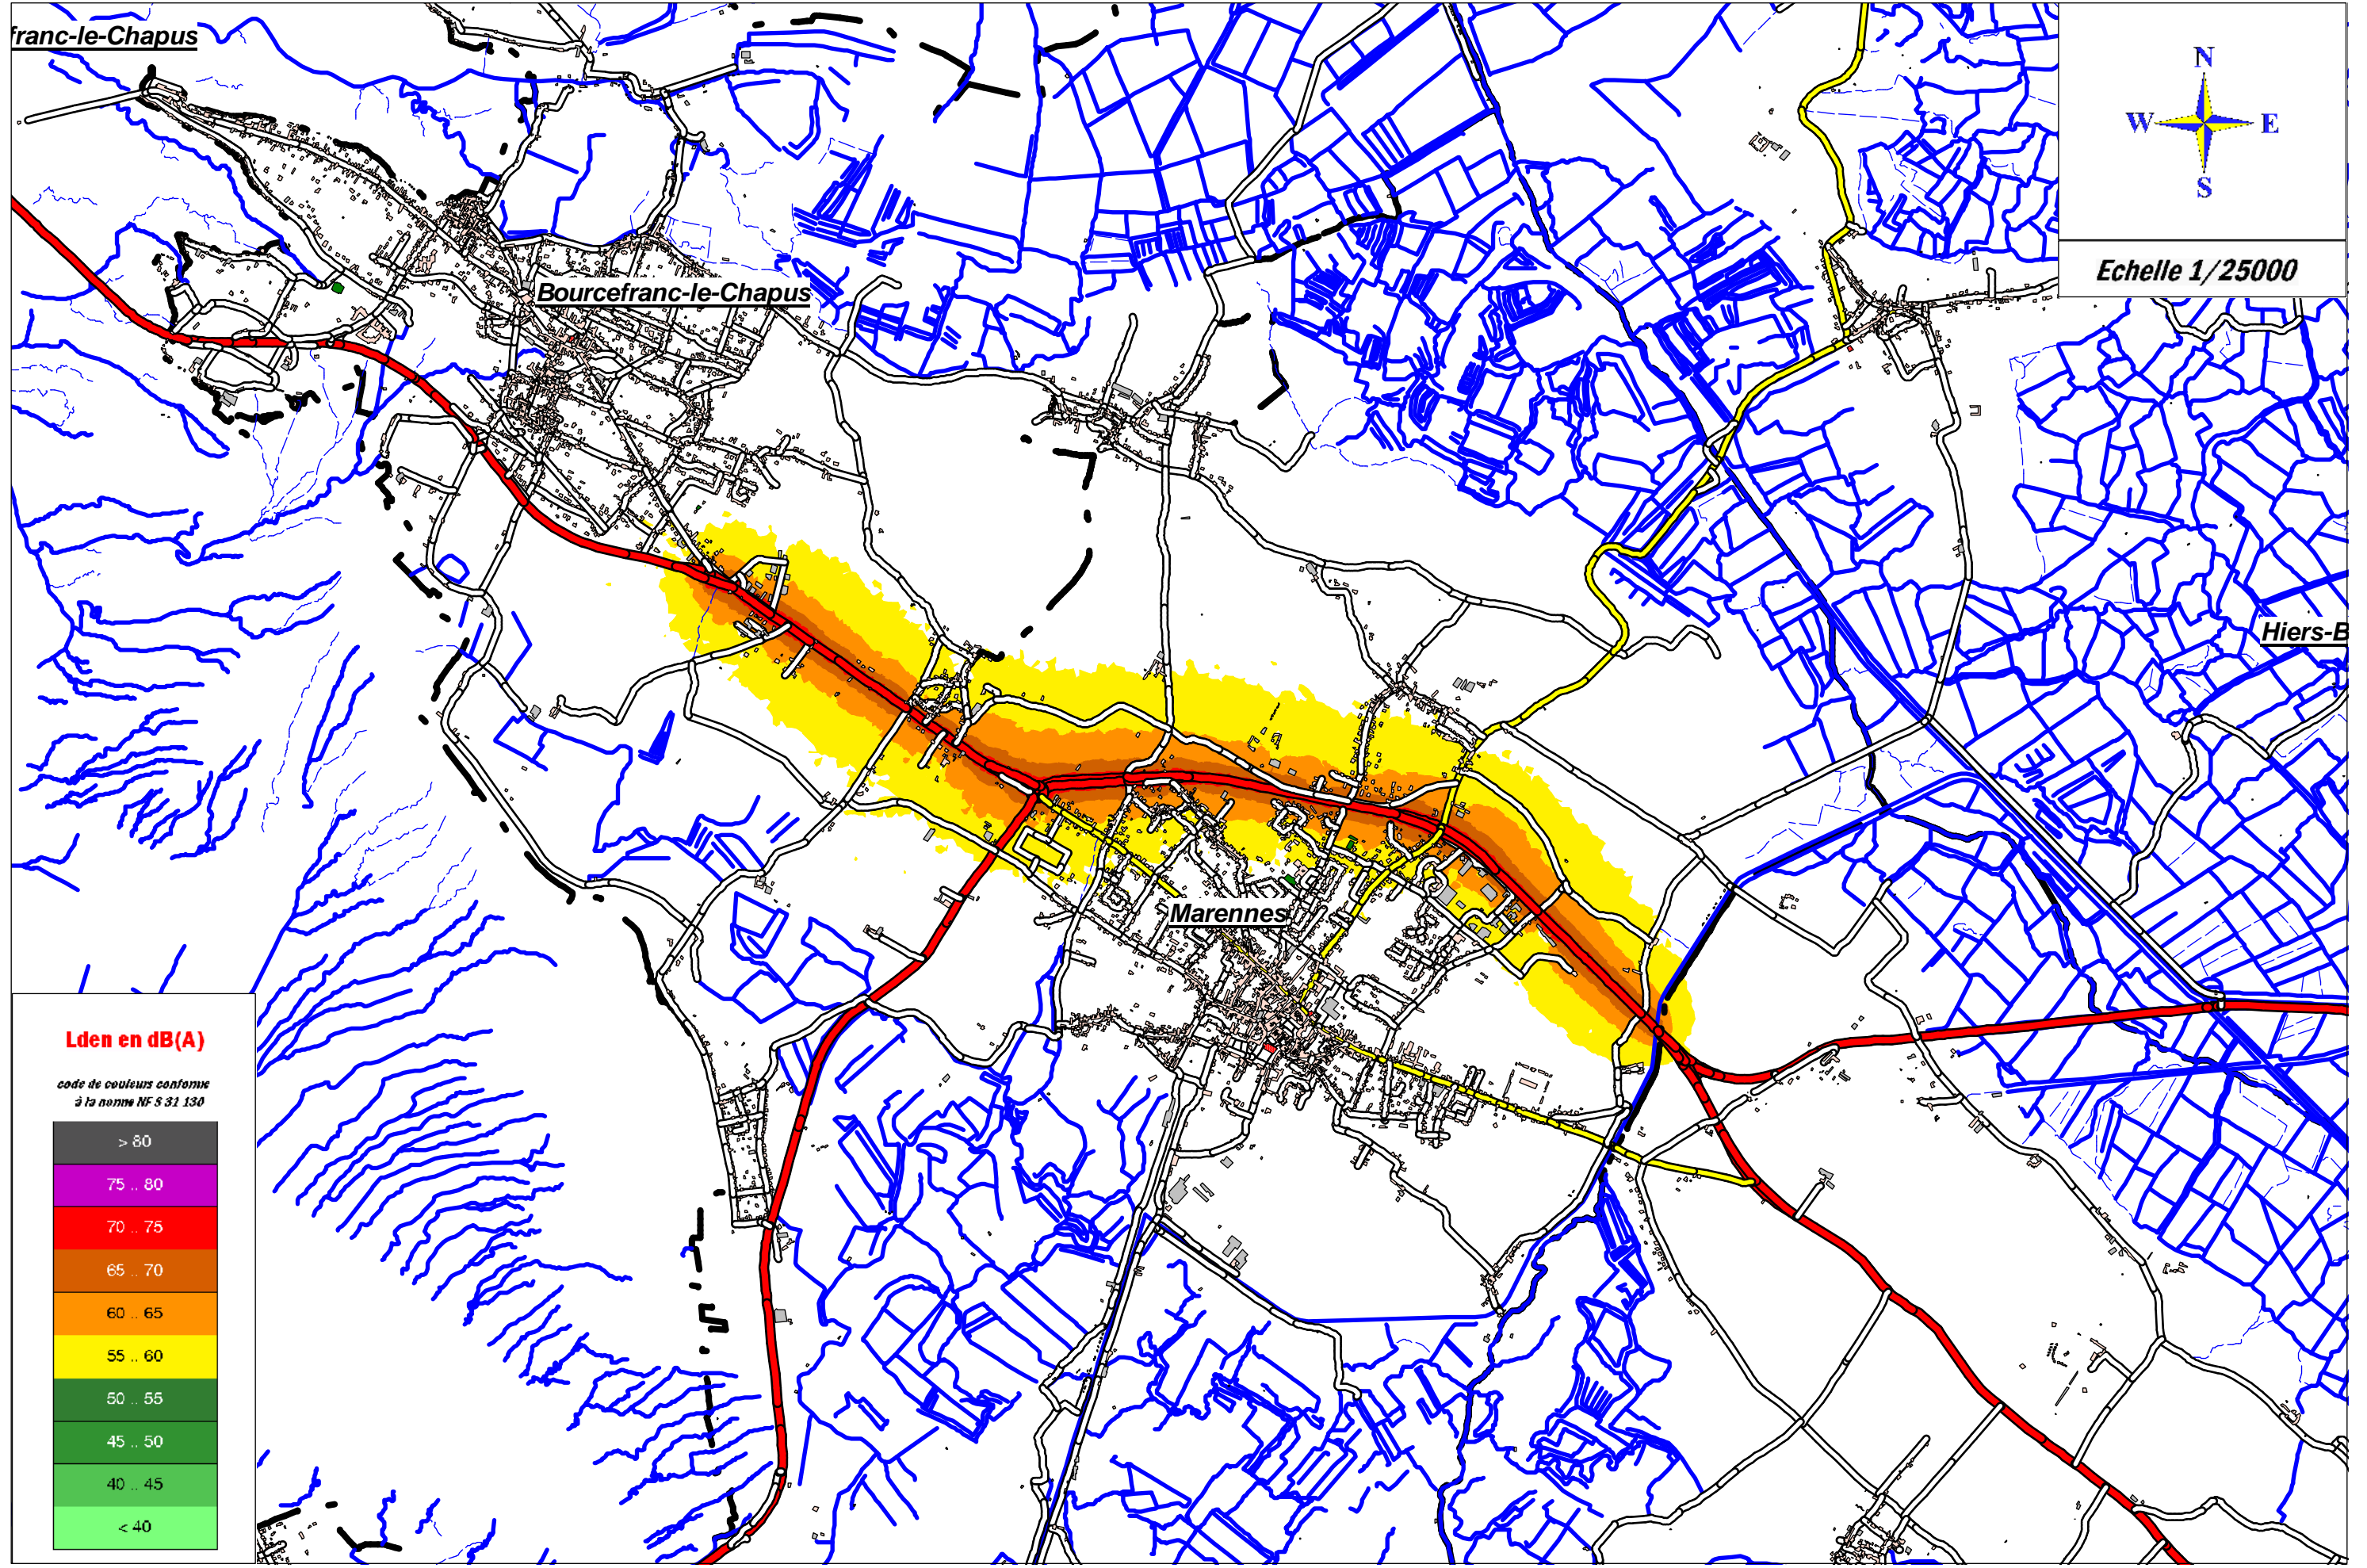 franc-le-Chapus
N
W E
S
Echelle 1/25000
Bourcefranc-le-Chapus
Hiers-B
Marennes
Lden en dB(A)
code de couleurs conforme
à la norme NF S 31 130
> 80
75 .. 80
70 .. 75
65 .. 70
60 .. 65
55 .. 60
50 .. 55
45 .. 50
40 .. 45
< 40